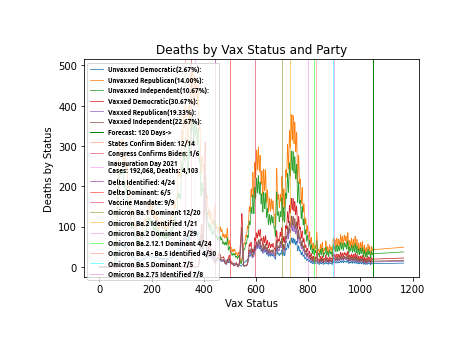 Deaths by Vax Status and Party
Deaths by Status
500
400
300
200
100
0
Unvaxxed Democratic(2.67%):
Unvaxxed Republican(14.00%):
Unvaxxed Independent(10.67%):
Vaxxed Democratic(30.67%):
Vaxxed Republican(19.33%):
Vaxxed Independent(22.67%):
Forecast: 120 Days->
States Confirm Biden: 12/14
Congress Confirms Biden: 1/6
Inauguration Day 2021
Cases: 192,068, Deaths: 4,103
Delta Identified: 4/24
Delta Dominant: 6/5
Vaccine Mandate: 9/9
Omicron Ba.1 Dominant 12/20
Omicron Ba.2 Identified 1/21
Omicron Ba.2 Dominant 3/29
Omicron Ba.2.12.1 Dominant 4/24
Omicron Ba.4 - Ba.5 Identified 4/30
Omicron Ba.5 Dominant 7/5
Omicron Ba.2.75 Identified 7/8
0 200 400 600 800 1000 1200
Vax Status